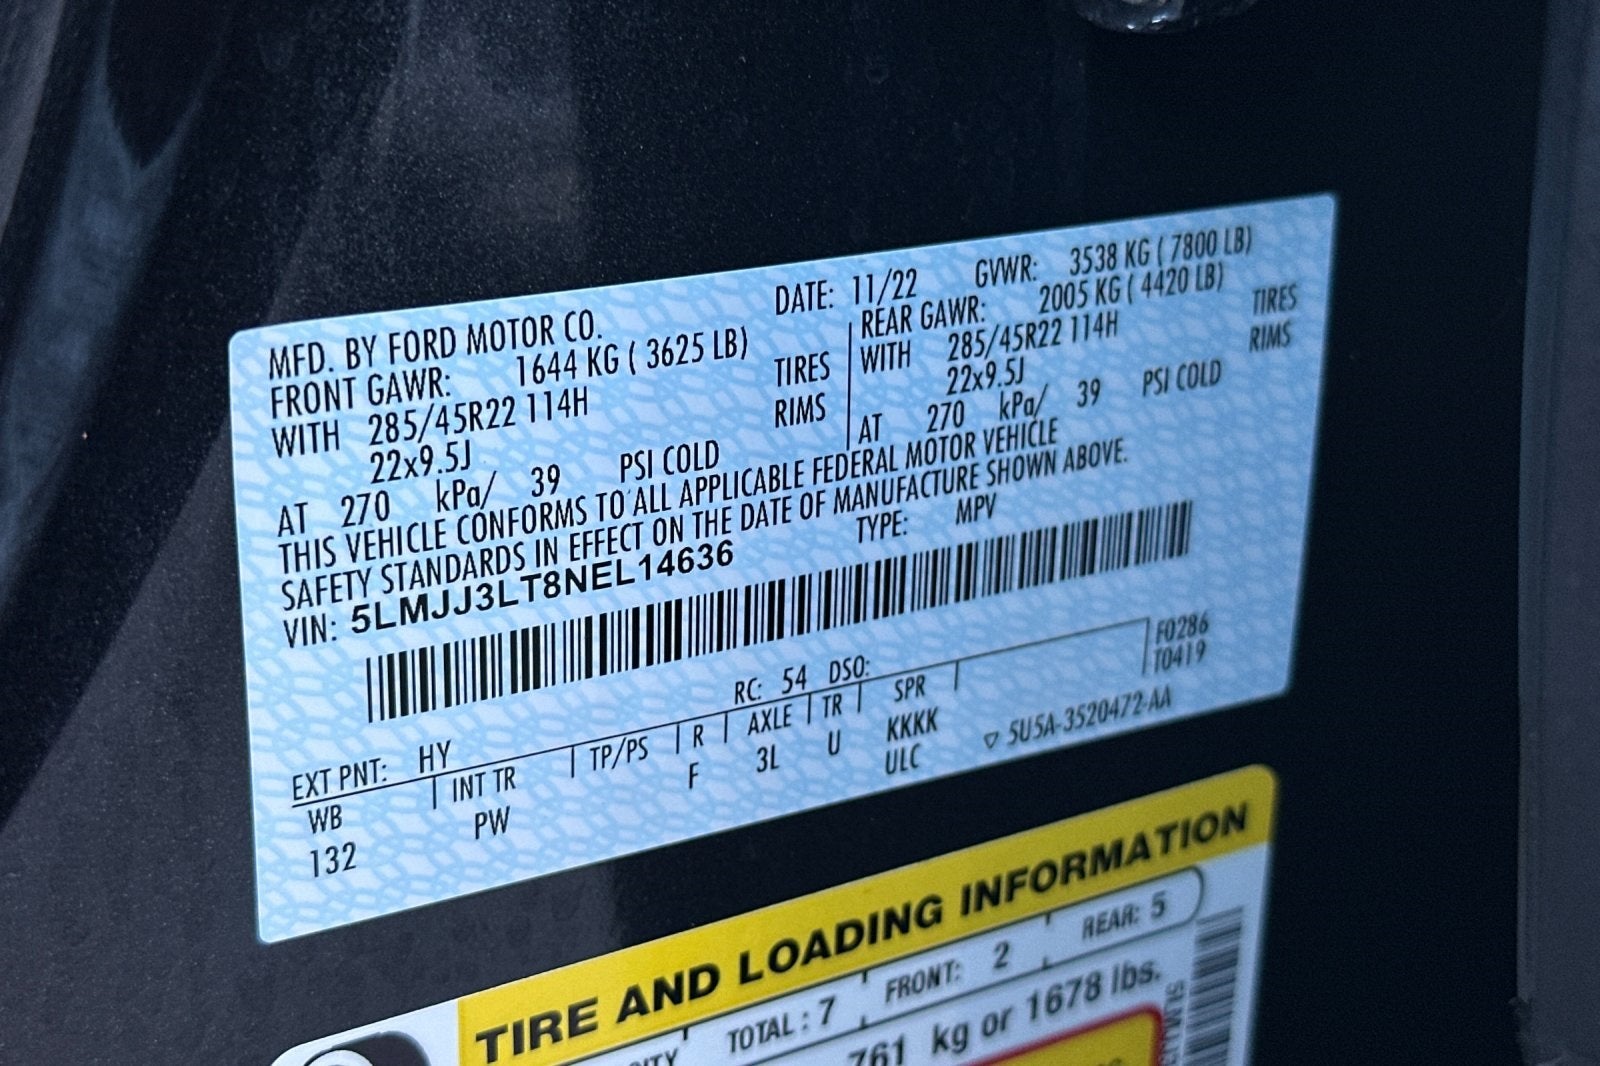 MFD. BY FORD MOTOR CO. DATE: 11/22 GVWR: 3538 KG ( 7800 LB)
FRONT GAWR: 1644 KG ( 3625 LB) REAR GAWR: 2005 KG ( 4420 LB)
WITH 285/45R22 114H TIRES WITH 285/45R22 114H TIRES
22x9.5J RIMS 22x9.5J RIMS
AT 270 kPa/ 39 PSI COLD AT 270 kPa/ 39 PSI COLD
THIS VEHICLE CONFORMS TO ALL APPLICABLE FEDERAL MOTOR VEHICLE
SAFETY STANDARDS IN EFFECT ON THE DATE OF MANUFACTURE SHOWN ABOVE.
VIN: 5LMJJ3LT8NEL14636 TYPE: MPV
F0286
T0419
EXT PNT: HY RC: 54 DSO:
WB INT TR TP/PS R AXLE TR SPR
132 PW F 3L U KKKK
ULC
▽ 5U5A-3520472-AA
TIRE AND LOADING INFORMATION
TOTAL : 7 FRONT: 2 REAR: 5
761 kg or 1678 lbs.